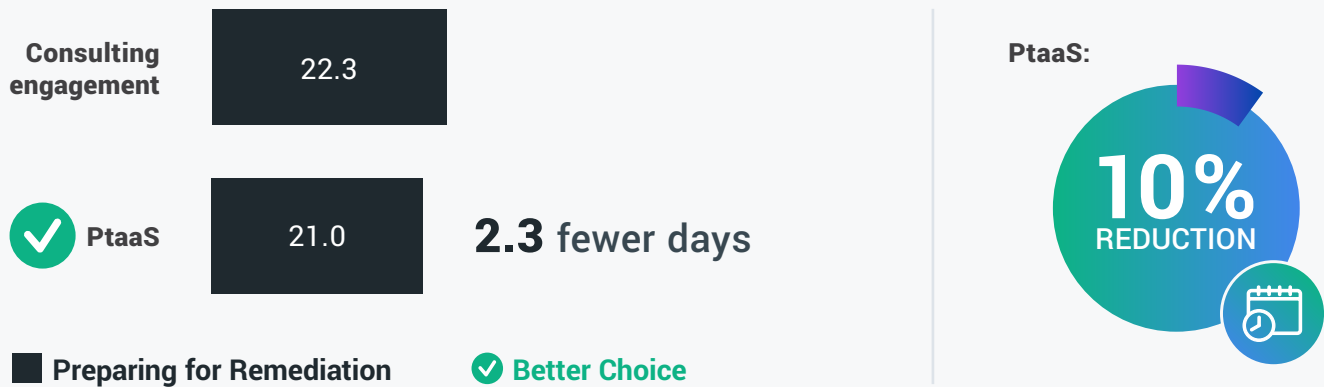 Consulting
engagement
22.3
PtaaS
21.0
2.3 fewer days
Preparing for Remediation
Better Choice
PtaaS:
10%
REDUCTION